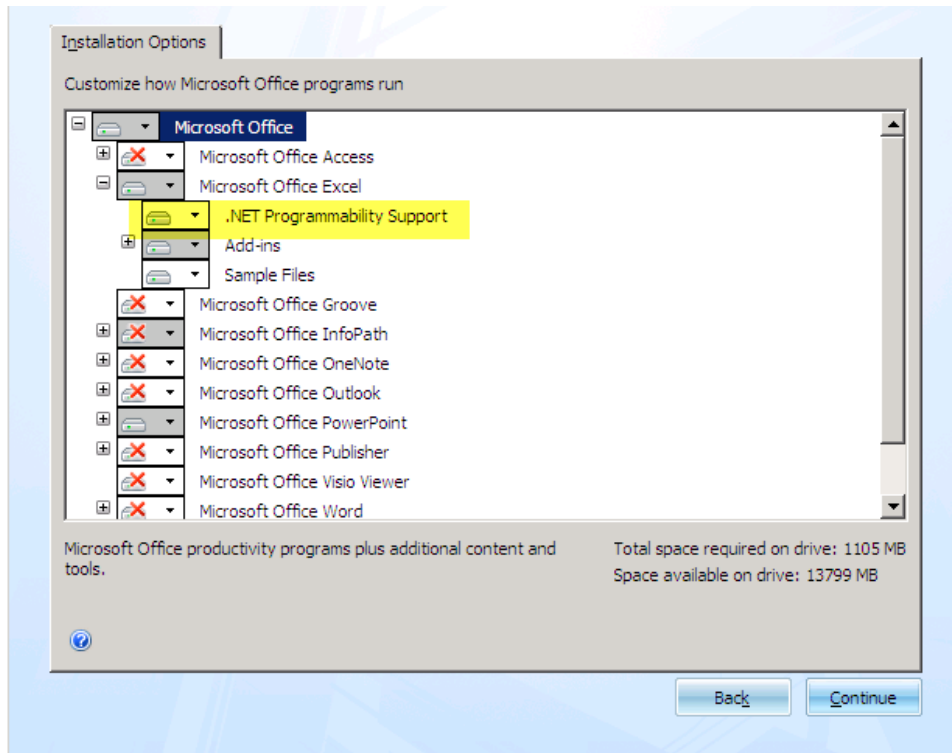 Installation Options
Customize how Microsoft Office programs run
Microsoft Office
Microsoft Office Access
Microsoft Office Excel
.NET Programmability Support
Add-ins
Sample Files
Microsoft Office Groove
Microsoft Office InfoPath
Microsoft Office OneNote
Microsoft Office Outlook
Microsoft Office PowerPoint
Microsoft Office Publisher
Microsoft Office Visio Viewer
Microsoft Office Word
Microsoft Office productivity programs plus additional content and
tools.
Total space required on drive: 1105 MB
Space available on drive: 13799 MB
Back
Continue